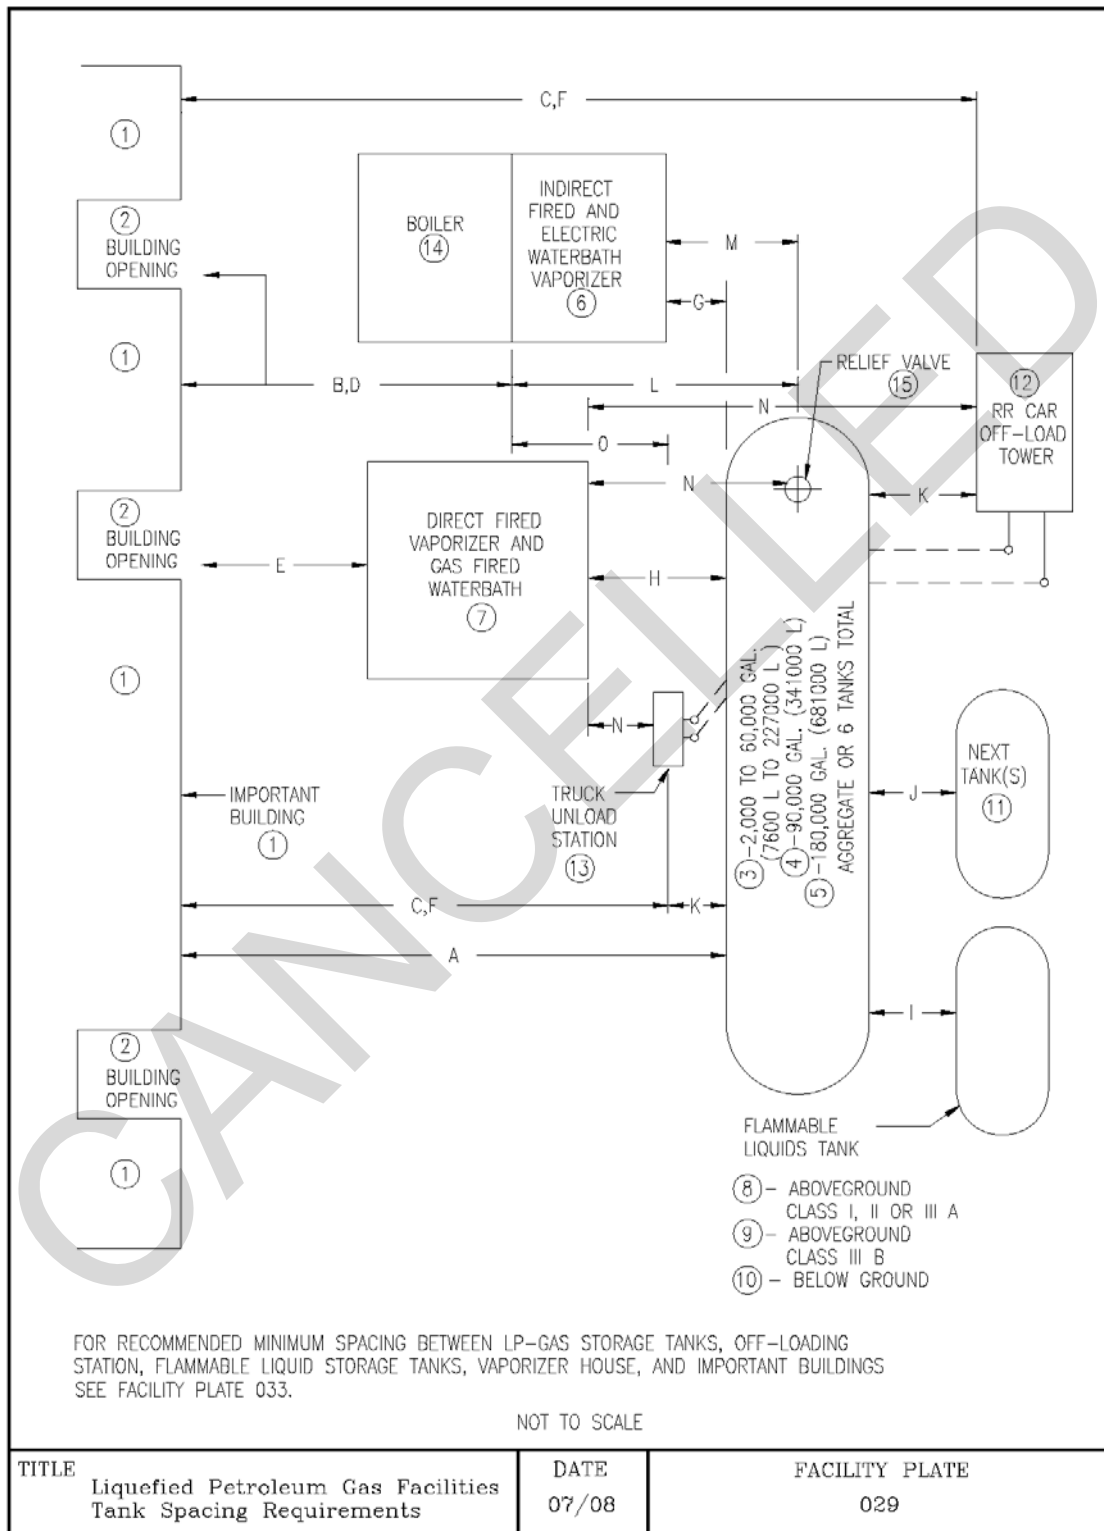 C,F
1
2
BUILDING
OPENING
BOILER
14
INDIRECT
FIRED AND
ELECTRIC
WATERBATH
VAPORIZER
6
M
G
1
B,D
L
RELIEF VALVE
15
N
12
RR CAR
OFF-LOAD
TOWER
O
N
K
2
BUILDING
OPENING
E
DIRECT FIRED
VAPORIZER AND
GAS FIRED
WATERBATH
7
H
1
N
3 -2,000 TO 60,000 GAL.
(7600 L TO 227000 L )
4 -90,000 GAL. (341000 L)
5 -180,000 GAL. (681000 L)
AGGREGATE OR 6 TANKS TOTAL
NEXT
TANK(S)
11
J
IMPORTANT
BUILDING
1
TRUCK
UNLOAD
STATION
13
C,F
K
A
I
2
BUILDING
OPENING
1
FLAMMABLE
LIQUIDS TANK
8 - ABOVEGROUND
CLASS I, II OR III A
9 - ABOVEGROUND
CLASS III B
10 - BELOW GROUND
CANCELLED
FOR RECOMMENDED MINIMUM SPACING BETWEEN LP-GAS STORAGE TANKS, OFF-LOADING
STATION, FLAMMABLE LIQUID STORAGE TANKS, VAPORIZER HOUSE, AND IMPORTANT BUILDINGS
SEE FACILITY PLATE 033.
NOT TO SCALE
TITLE
Liquefied Petroleum Gas Facilities
Tank Spacing Requirements
DATE
07/08
FACILITY PLATE
029